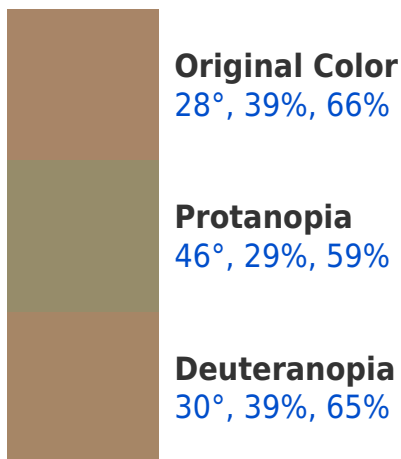 Original Color
28°, 39%, 66%
Protanopia
46°, 29%, 59%
Deuteranopia
30°, 39%, 65%